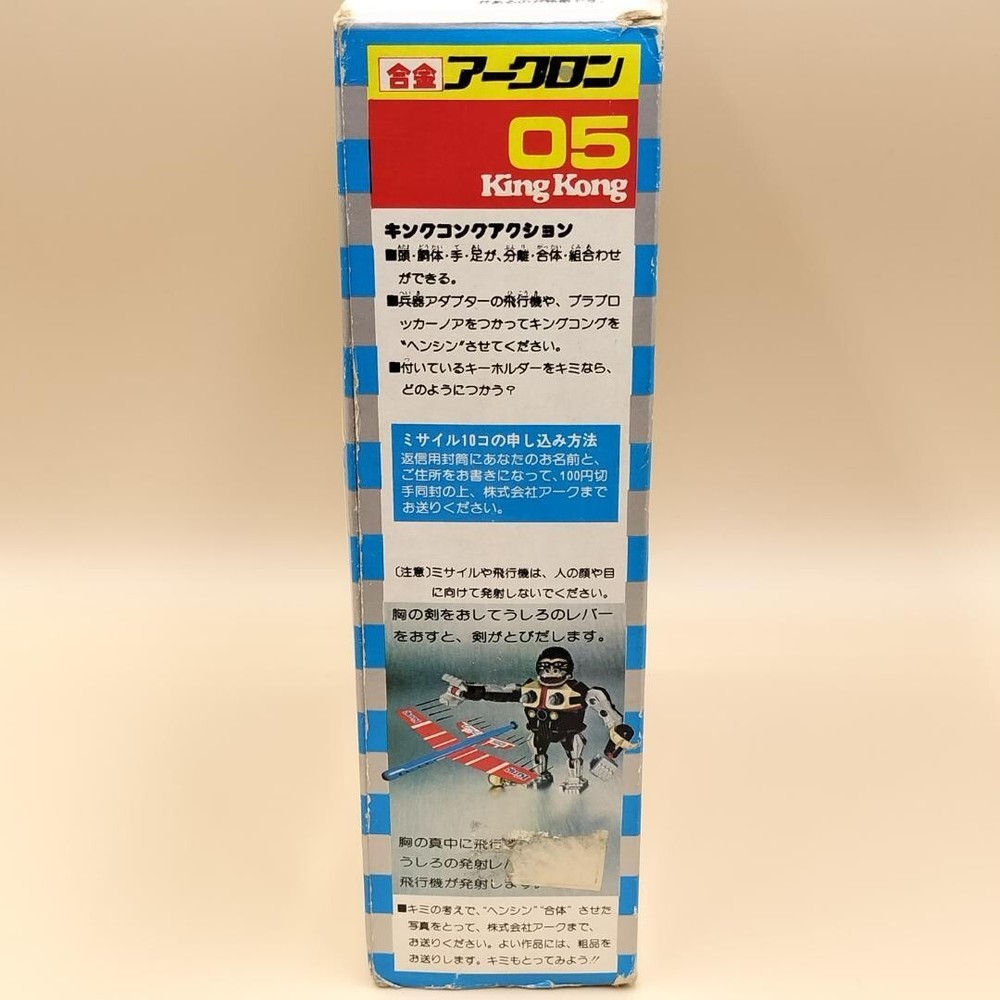 合金アークロン
05
King Kong
キングコングアクション
■頭・胴体・手・足が、分離・合体・組合わせ
ができる。
■兵器アダプターの飛行機や、プラブロ
ッカーノアをつかってキングコングを
“ヘンシン”させてください。
■付いているキーホルダーをキミなら、
どのようにつかう？
ミサイル10コの申し込み方法
返信用封筒にあなたのお名前と、
ご住所をお書きになって、100円切
手同封の上、株式会社アークまで
お送りください。
〔注意〕ミサイルや飛行機は、人の顔や目
に向けて発射しないでください。
胸の剣をおしてうしろのレバー
をおすと、剣がとびだします。
胸の真中に飛行
うしろの発射レバ
飛行機が発射します。
■キミの考えで、“ヘンシン”“合体”させた
写真をとって、株式会社アークまで、
お送りください。よい作品には、粗品を
お送りします。キミもとってみよう!!